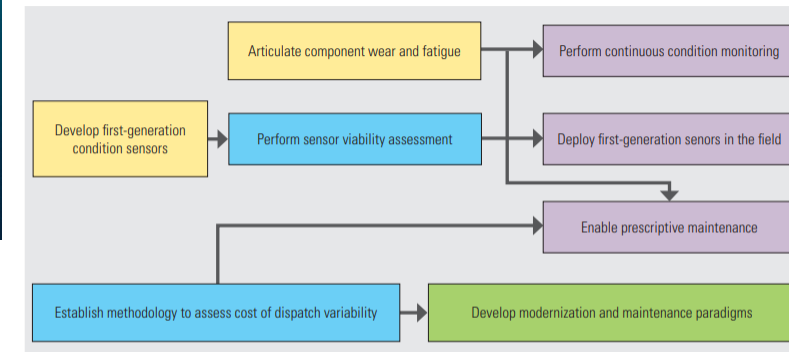 Articulate component wear and fatigue
Perform continuous condition monitoring
Develop first-generation
condition sensors
Perform sensor viability assessment
Deploy first-generation senors in the field
Enable prescriptive maintenance
Establish methodology to assess cost of dispatch variability
Develop modernization and maintenance paradigms